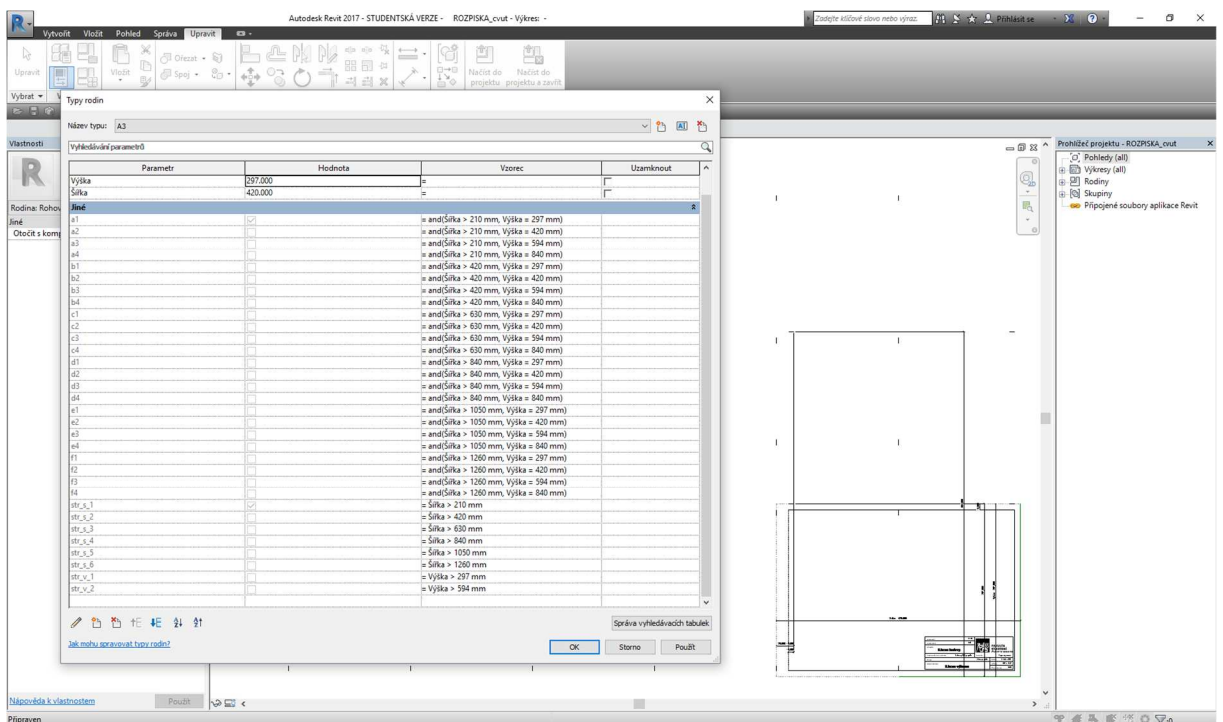 Autodesk Revit 2017 - STUDENTSKÁ VERZE - ROZPISKA_cvut - Výkres: -
Zadejte klíčové slovo nebo výraz.
Přihlásit se
Vytvořit Vložit Pohled Správa Upravit
Upravit
Vložit
Ořezat
Spoj
Načíst do projektu
Načíst do projektu a zavřít
Vybrat
Vlastnosti
Jiné
Typy rodin
Název typu: A3
Vyhledávání parametrů
Parametr Hodnota Vzorec Uzamknout
Výška 297.000 =
Šířka 420.000 =
Jiné
a1 = and(Šířka > 210 mm, Výška = 297 mm)
a2 = and(Šířka > 210 mm, Výška = 420 mm)
a3 = and(Šířka > 210 mm, Výška = 594 mm)
a4 = and(Šířka > 210 mm, Výška = 840 mm)
b1 = and(Šířka > 420 mm, Výška = 297 mm)
b2 = and(Šířka > 420 mm, Výška = 420 mm)
b3 = and(Šířka > 420 mm, Výška = 594 mm)
b4 = and(Šířka > 420 mm, Výška = 840 mm)
c1 = and(Šířka > 630 mm, Výška = 297 mm)
c2 = and(Šířka > 630 mm, Výška = 420 mm)
c3 = and(Šířka > 630 mm, Výška = 594 mm)
c4 = and(Šířka > 630 mm, Výška = 840 mm)
d1 = and(Šířka > 840 mm, Výška = 297 mm)
d2 = and(Šířka > 840 mm, Výška = 420 mm)
d3 = and(Šířka > 840 mm, Výška = 594 mm)
d4 = and(Šířka > 840 mm, Výška = 840 mm)
e1 = and(Šířka > 1050 mm, Výška = 297 mm)
e2 = and(Šířka > 1050 mm, Výška = 420 mm)
e3 = and(Šířka > 1050 mm, Výška = 594 mm)
e4 = and(Šířka > 1050 mm, Výška = 840 mm)
f1 = and(Šířka > 1260 mm, Výška = 297 mm)
f2 = and(Šířka > 1260 mm, Výška = 420 mm)
f3 = and(Šířka > 1260 mm, Výška = 594 mm)
f4 = and(Šířka > 1260 mm, Výška = 840 mm)
str_s_1 = Šířka > 210 mm
str_s_2 = Šířka > 420 mm
str_s_3 = Šířka > 630 mm
str_s_4 = Šířka > 840 mm
str_s_5 = Šířka > 1050 mm
str_s_6 = Šířka > 1260 mm
str_v_1 = Výška > 297 mm
str_v_2 = Výška > 594 mm
Správa vyhledávacích tabulek
Jak mohu spravovat typy rodin?
OK Storno Použít
Rodina: Rohov
Otočit s komp
Nápověda k vlastnostem Použít
Připraven
Prohlížeč projektu - ROZPISKA_cvut
Pohledy (all)
Výkresy (all)
Rodiny
Skupiny
Připojené soubory aplikace Revit